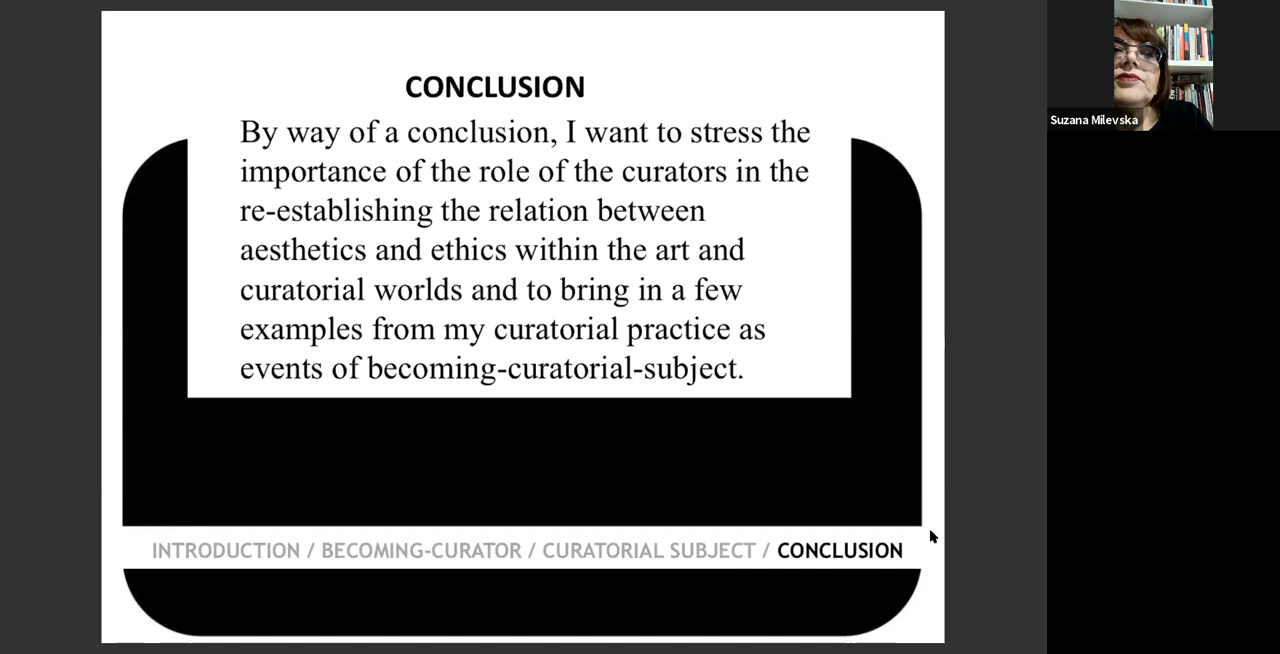 CONCLUSION
By way of a conclusion, I want to stress the
importance of the role of the curators in the
re-establishing the relation between
aesthetics and ethics within the art and
curatorial worlds and to bring in a few
examples from my curatorial practice as
events of becoming-curatorial-subject.
INTRODUCTION / BECOMING-CURATOR / CURATORIAL SUBJECT / CONCLUSION
Suzana Milevska